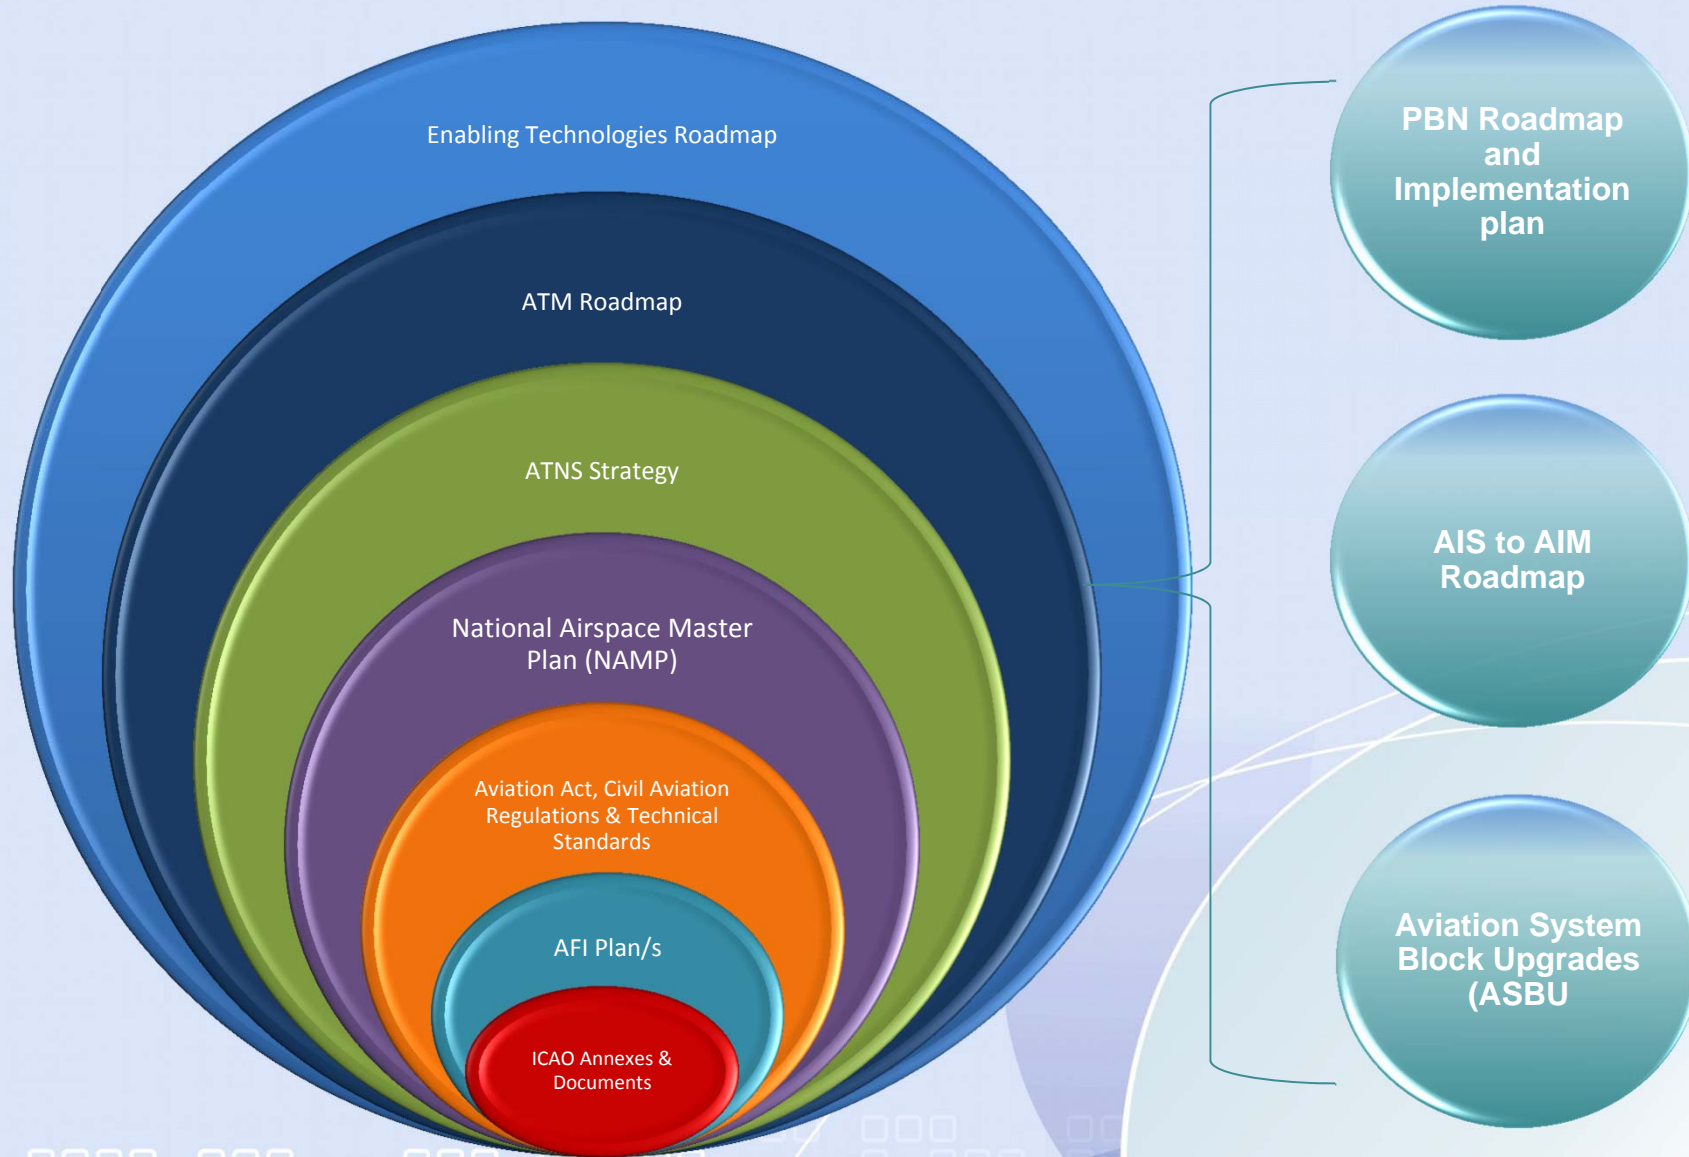 Enabling Technologies Roadmap
ATM Roadmap
ATNS Strategy
National Airspace Master
Plan (NAMP)
Aviation Act, Civil Aviation
Regulations & Technical
Standards
AFI Plan/s
ICAO Annexes &
Documents
PBN Roadmap
and
Implementation
plan
AIS to AIM
Roadmap
Aviation System
Block Upgrades
(ASBU